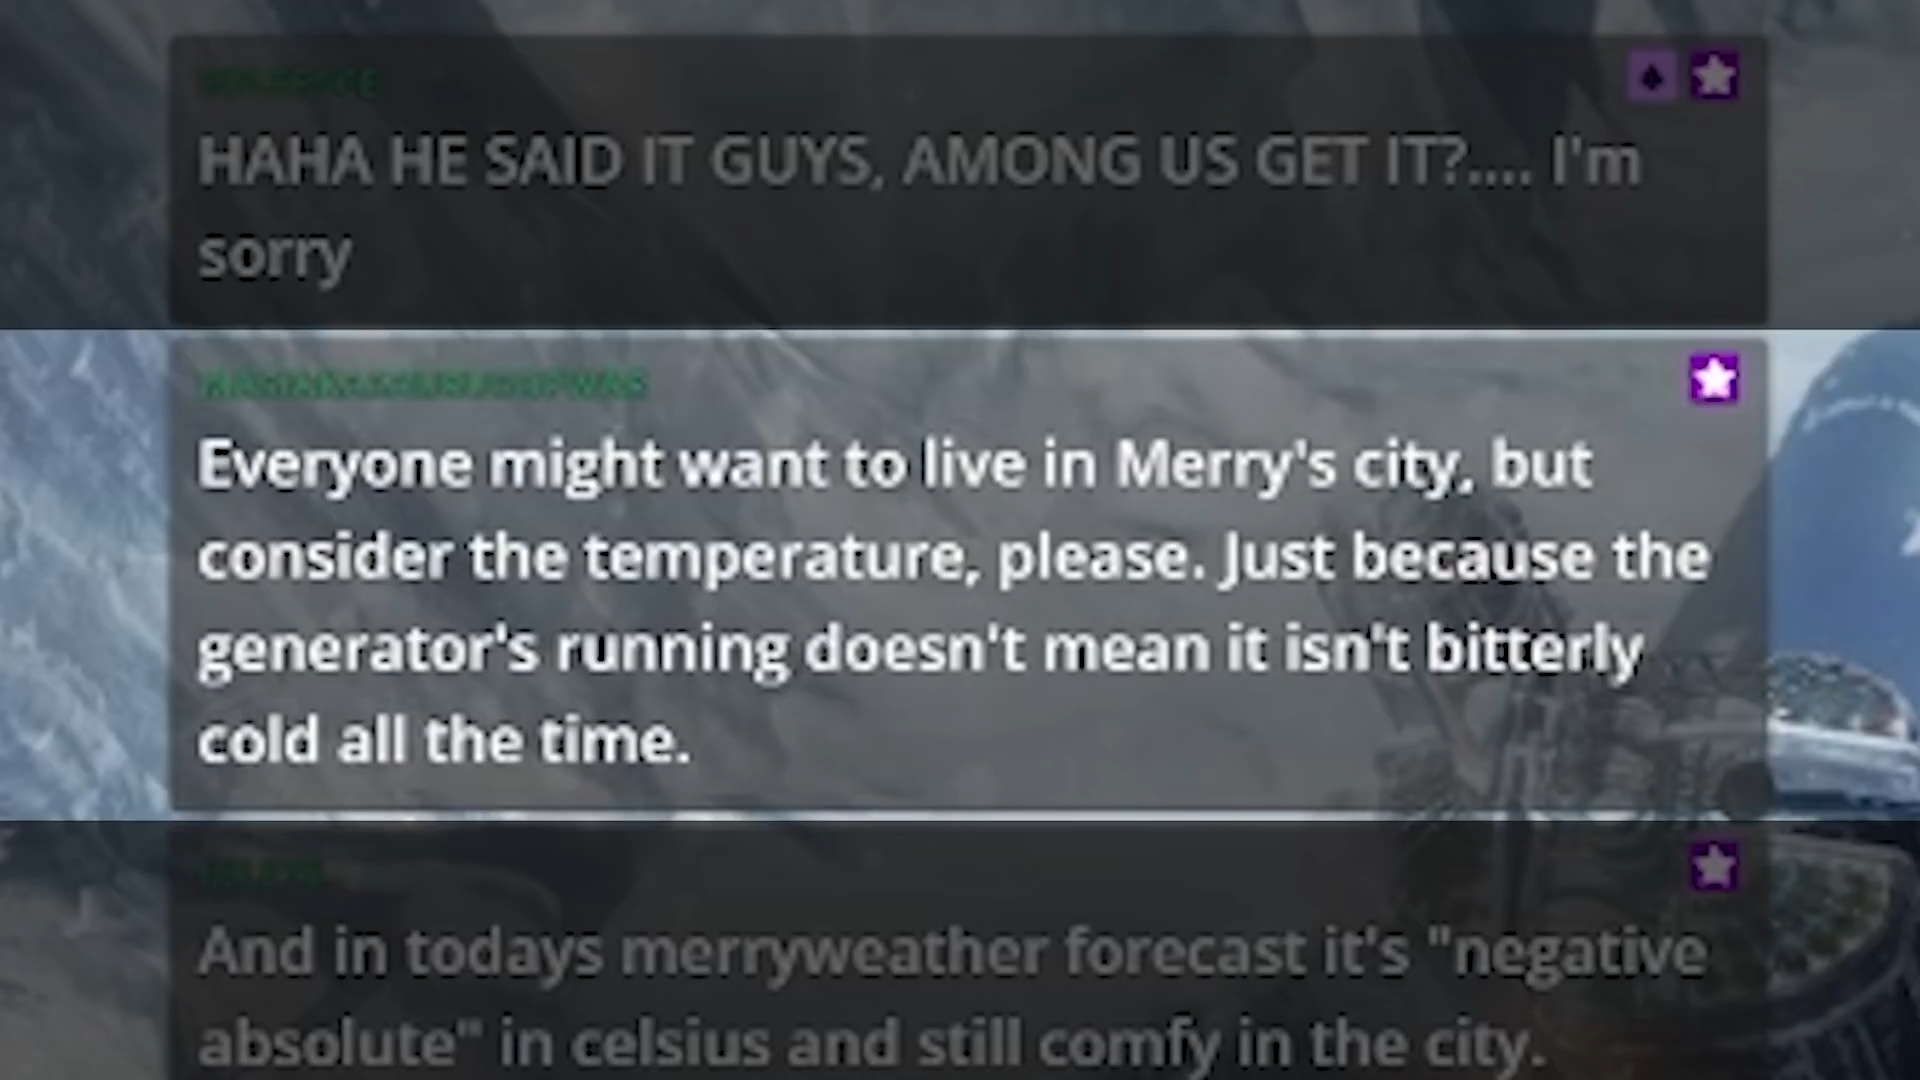 HAHA HE SAID IT GUYS, AMONG US GET IT?.... I'm
sorry
Everyone might want to live in Merry's city, but
consider the temperature, please. Just because the
generator's running doesn't mean it isn't bitterly
cold all the time.
And in todays merryweather forecast it's "negative
absolute" in celsius and still comfy in the city.